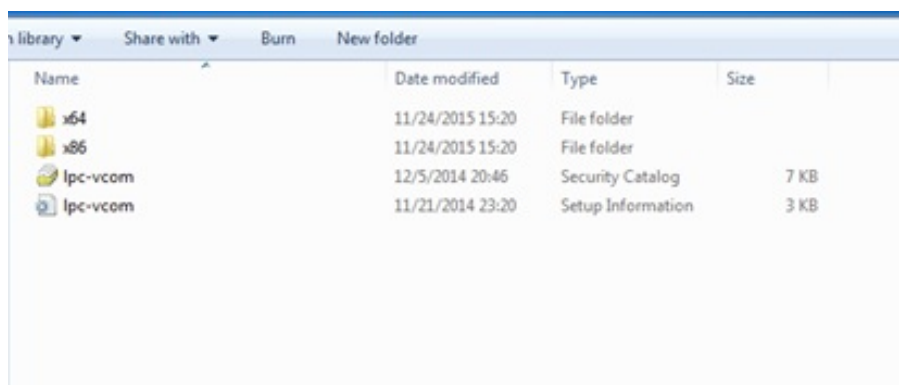 library Share with Burn New folder
Name Date modified Type Size
x64 11/24/2015 15:20 File folder
x86 11/24/2015 15:20 File folder
lpc-vcom 12/5/2014 20:46 Security Catalog 7 KB
lpc-vcom 11/21/2014 23:20 Setup Information 3 KB